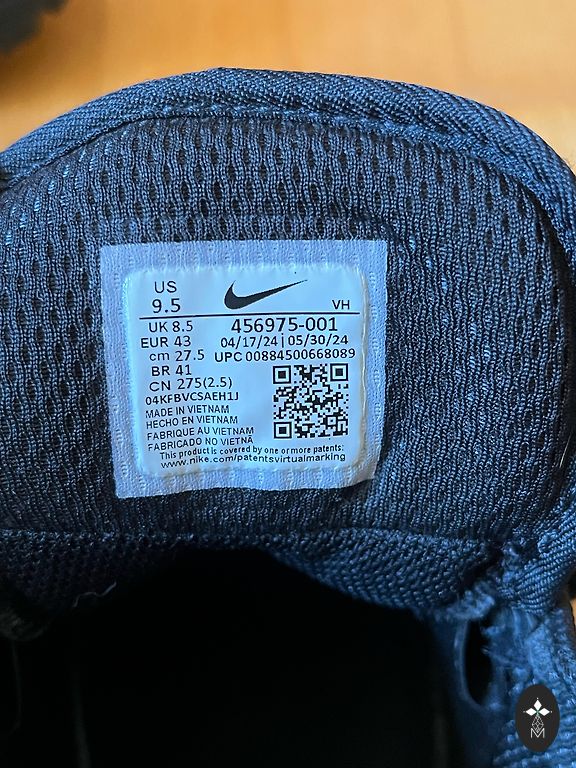 US
9.5
VH
UK 8.5
EUR 43
cm 27.5
BR 41
CN 275(2.5)
456975-001
04/17/24 | 05/30/24
UPC 00884500668089
04KFBVCSAEH1J
MADE IN VIETNAM
HECHO EN VIETNAM
FABRIQUE AU VIETNAM
FABRICADO NO VIETNÃ
This product is covered by one or more patents:
www.nike.com/patentsvirtualmarking
M